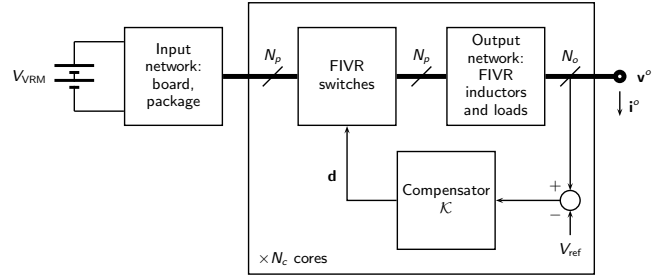 V_VRM
Input
network:
board,
package
N_p
FIVR
switches
N_p
Output
network:
FIVR
inductors
and loads
N_o
v^o
i^o
d
Compensator
𝒦
+
−
V_ref
×N_c cores